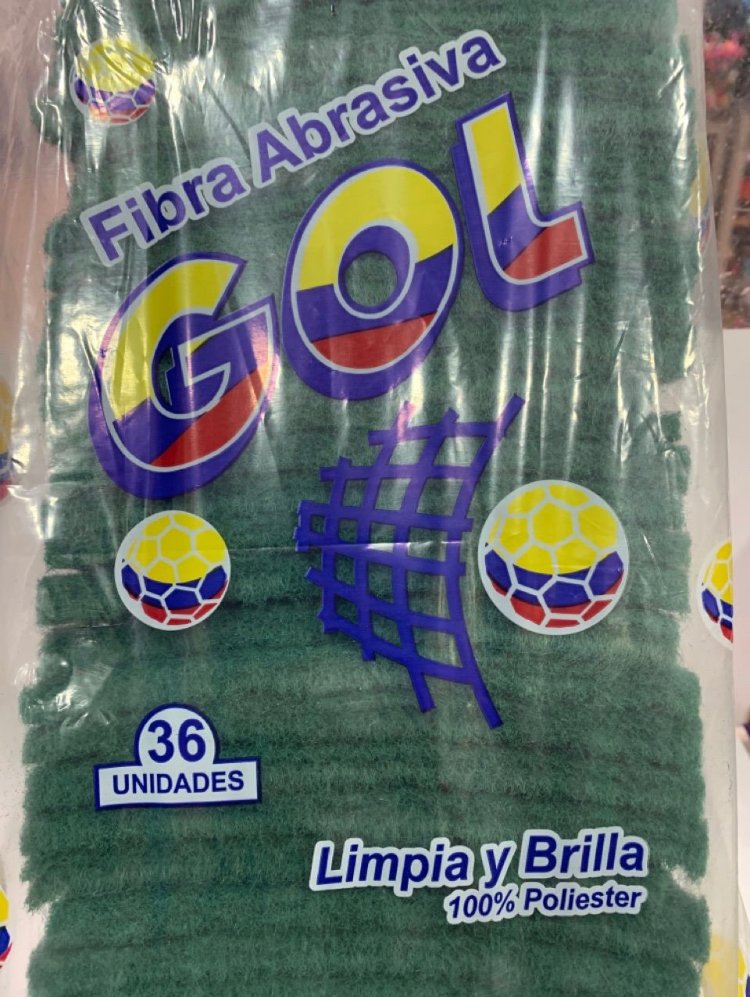 Fibra Abrasiva
GOL
36
UNIDADES
Limpia y Brilla
100% Poliester